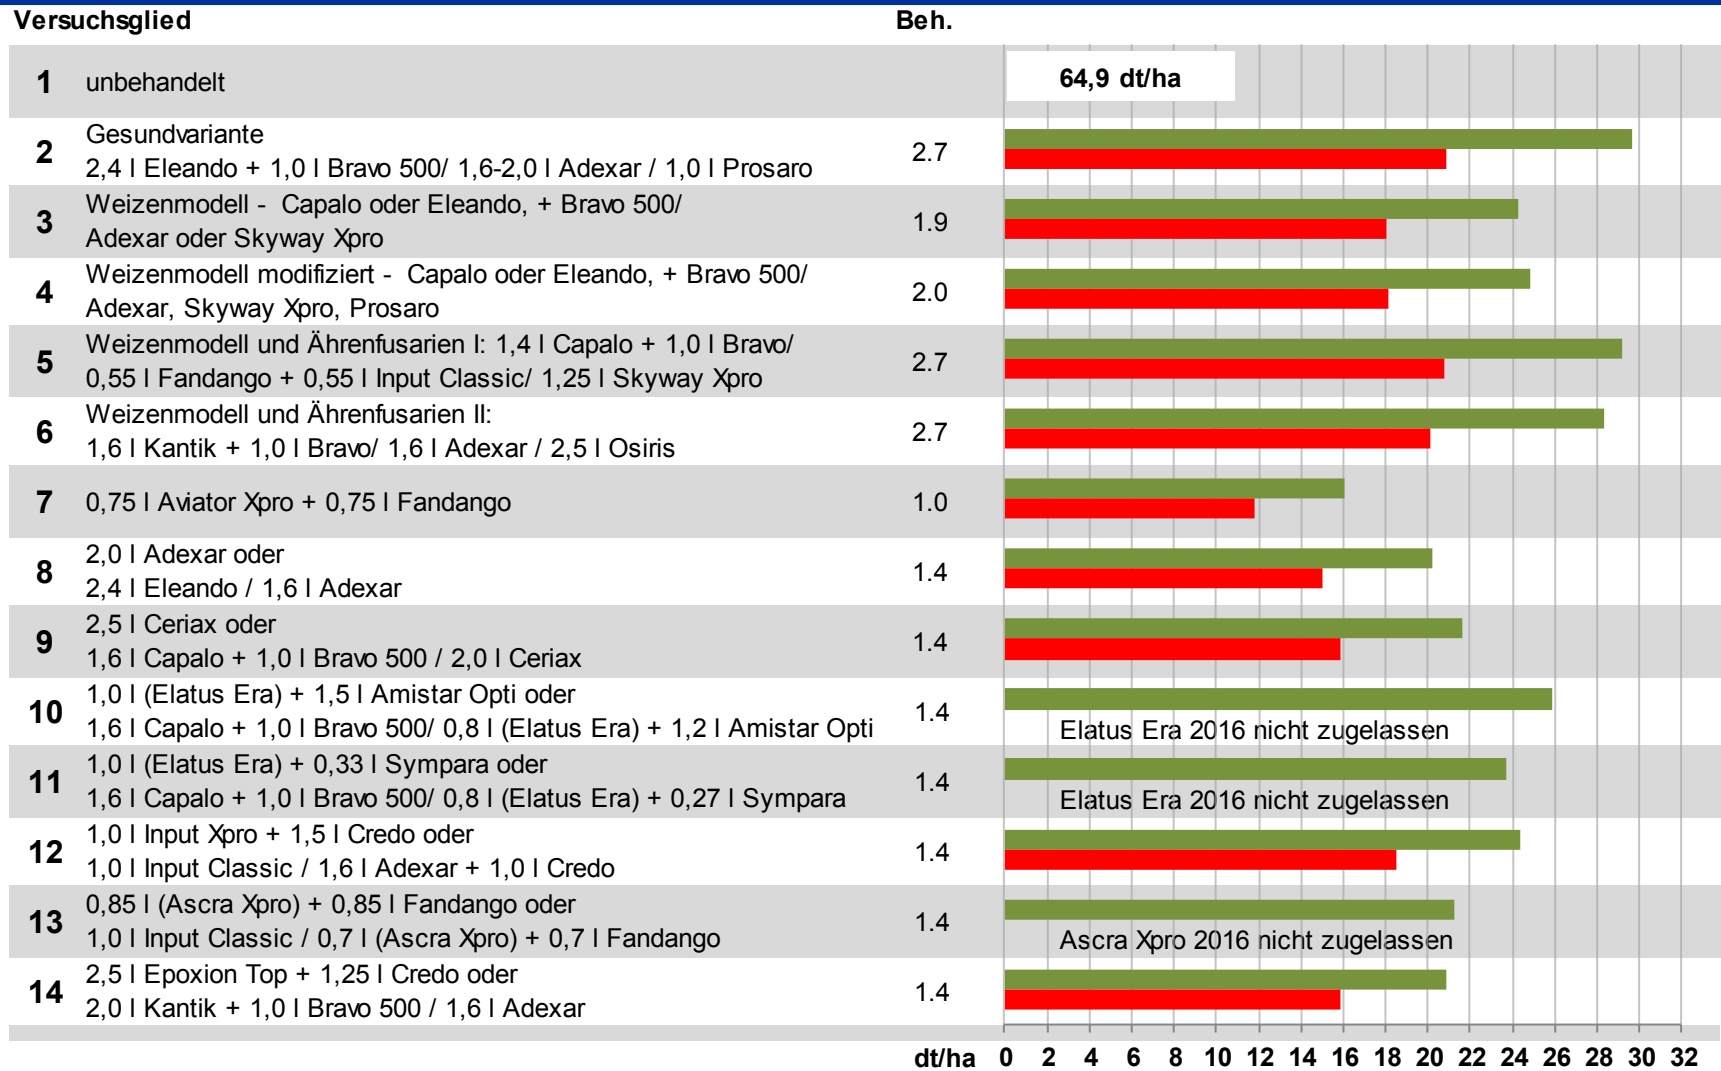 Versuchsglied Beh.
1 unbehandelt 64,9 dt/ha
Gesundvariante
2 2,4 l Eleando + 1,0 l Bravo 500/ 1,6-2,0 l Adexar / 1,0 l Prosaro 2.7
Weizenmodell - Capalo oder Eleando, + Bravo 500/
3 Adexar oder Skyway Xpro 1.9
Weizenmodell modifiziert - Capalo oder Eleando, + Bravo 500/
4 Adexar, Skyway Xpro, Prosaro 2.0
Weizenmodell und Ährenfusarien I: 1,4 l Capalo + 1,0 l Bravo/
5 0,55 l Fandango + 0,55 l Input Classic/ 1,25 l Skyway Xpro 2.7
Weizenmodell und Ährenfusarien II:
6 1,6 l Kantik + 1,0 l Bravo/ 1,6 l Adexar / 2,5 l Osiris 2.7
7 0,75 l Aviator Xpro + 0,75 l Fandango 1.0
2,0 l Adexar oder
8 2,4 l Eleando / 1,6 l Adexar 1.4
2,5 l Ceriax oder
9 1,6 l Capalo + 1,0 l Bravo 500 / 2,0 l Ceriax 1.4
1,0 l (Elatus Era) + 1,5 l Amistar Opti oder
10 1,6 l Capalo + 1,0 l Bravo 500/ 0,8 l (Elatus Era) + 1,2 l Amistar Opti 1.4 Elatus Era 2016 nicht zugelassen
1,0 l (Elatus Era) + 0,33 l Sympara oder
11 1,6 l Capalo + 1,0 l Bravo 500/ 0,8 l (Elatus Era) + 0,27 l Sympara 1.4 Elatus Era 2016 nicht zugelassen
1,0 l Input Xpro + 1,5 l Credo oder
12 1,0 l Input Classic / 1,6 l Adexar + 1,0 l Credo 1.4
0,85 l (Ascra Xpro) + 0,85 l Fandango oder
13 1,0 l Input Classic / 0,7 l (Ascra Xpro) + 0,7 l Fandango 1.4 Ascra Xpro 2016 nicht zugelassen
2,5 l Epoxion Top + 1,25 l Credo oder
14 2,0 l Kantik + 1,0 l Bravo 500 / 1,6 l Adexar 1.4
dt/ha 0 2 4 6 8 10 12 14 16 18 20 22 24 26 28 30 32